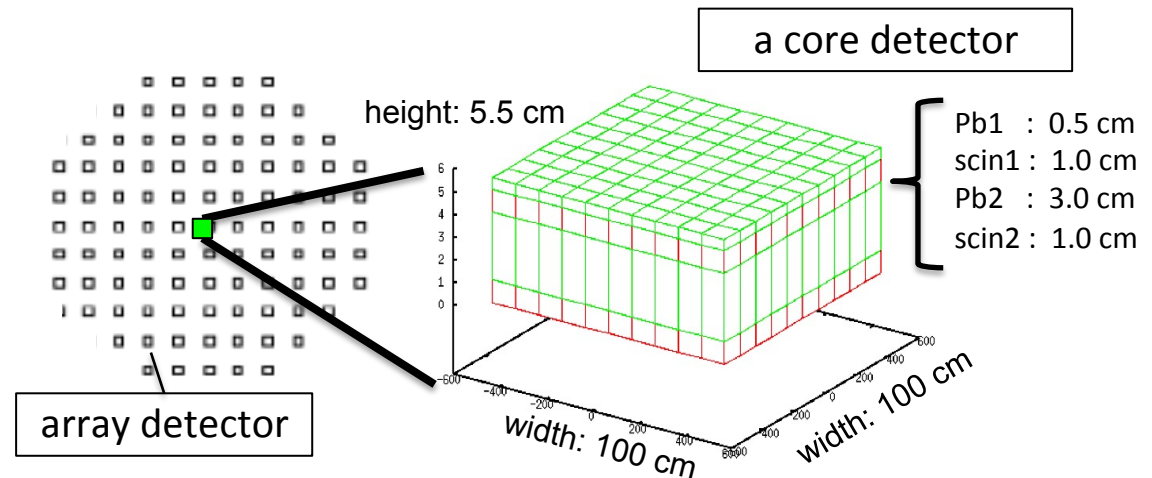 a core detector
height: 5.5 cm
Pb1 : 0.5 cm
scin1 : 1.0 cm
Pb2 : 3.0 cm
scin2 : 1.0 cm
6
5
4
3
2
1
0
-600
-400
-200
0
200
400
600
-400
-200
0
200
400
600
width: 100 cm
width: 100 cm
array detector